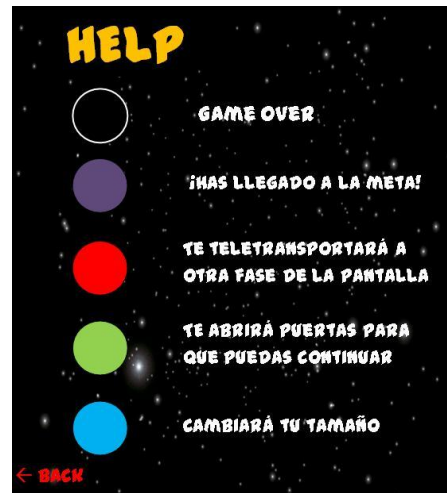 HELP
GAME OVER
¡HAS LLEGADO A LA META!
TE TELETRANSPORTARÁ A
OTRA FASE DE LA PANTALLA
TE ABRIRÁ PUERTAS PARA
QUE PUEDAS CONTINUAR
CAMBIARÁ TU TAMAÑO
← BACK